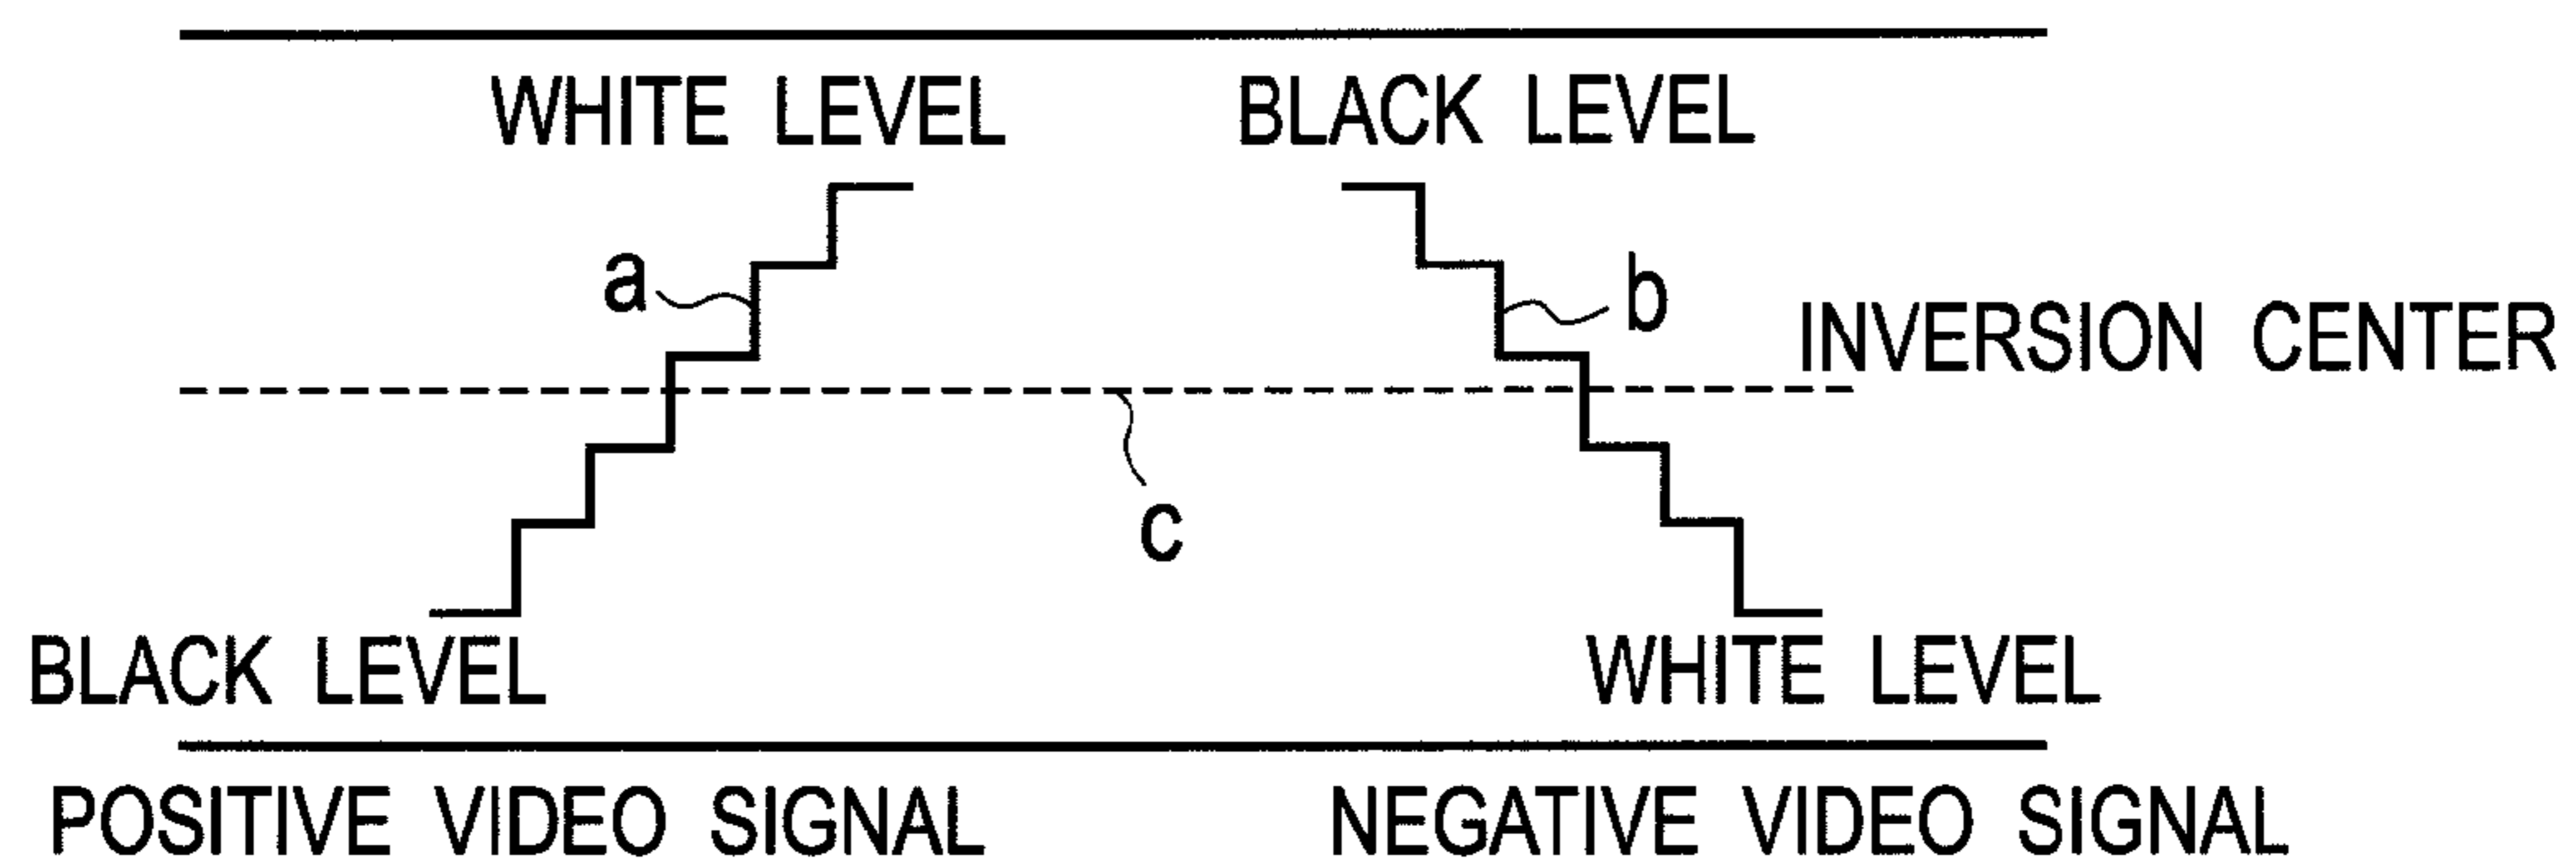 WHITE LEVEL
BLACK LEVEL
a
b
INVERSION CENTER
c
BLACK LEVEL
WHITE LEVEL
POSITIVE VIDEO SIGNAL
NEGATIVE VIDEO SIGNAL